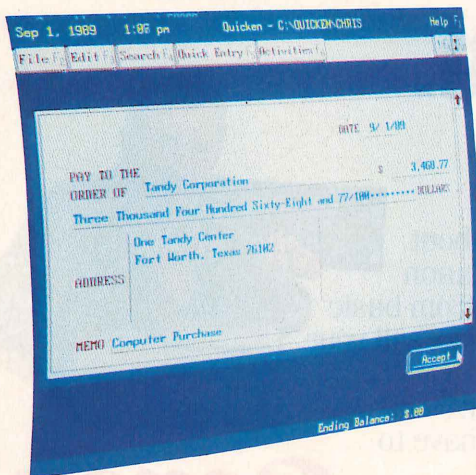 Sep 1, 1989 1:06 pm Quicken - C:\QUICKEN\CHRIS Help
File Edit Search Quick Entry Activities
DATE 9/ 1/89
PAY TO THE
ORDER OF Tandy Corporation $ 3,468.77
Three Thousand Four Hundred Sixty-Eight and 77/100********* DOLLARS
One Tandy Center
Fort Worth, Texas 76102
ADDRESS
MEMO Computer Purchase
Accept
Ending Balance: $.00